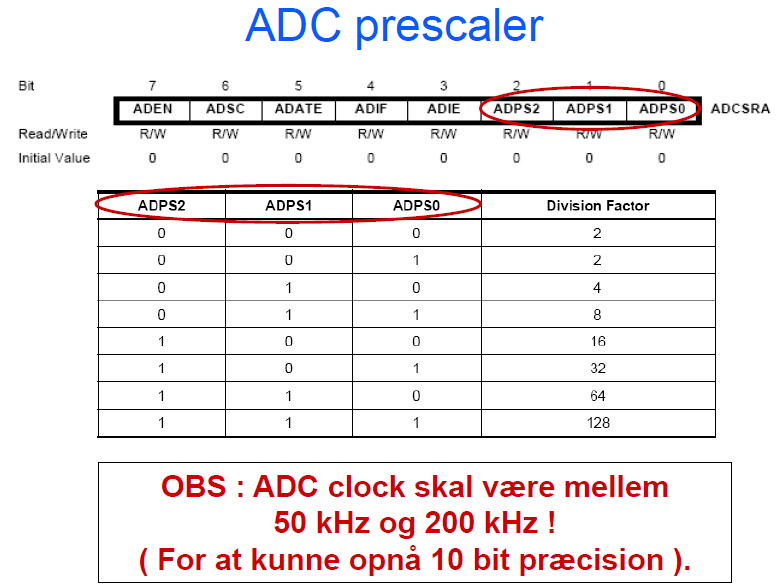 ADC prescaler
Bit 7 6 5 4 3 2 1 0
ADEN ADSC ADATE ADIF ADIE ADPS2 ADPS1 ADPS0 ADCSRA
Read/Write R/W R/W R/W R/W R/W R/W R/W R/W
Initial Value 0 0 0 0 0 0 0 0
ADPS2 ADPS1 ADPS0 Division Factor
0 0 0 2
0 0 1 2
0 1 0 4
0 1 1 8
1 0 0 16
1 0 1 32
1 1 0 64
1 1 1 128
OBS : ADC clock skal være mellem
50 kHz og 200 kHz !
( For at kunne opnå 10 bit præcision ).